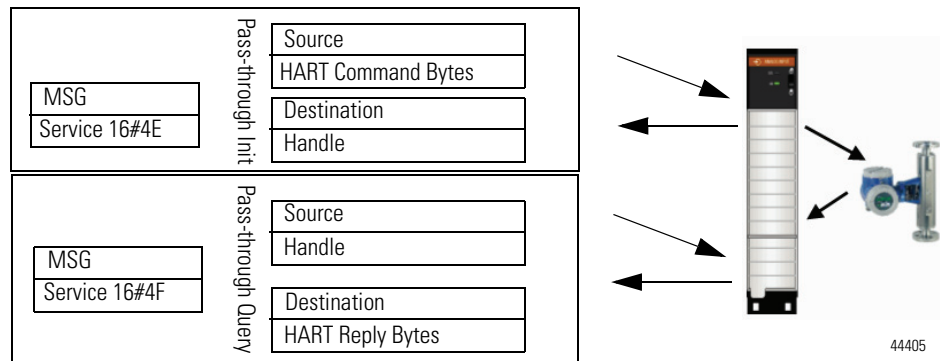 Pass-through Init
MSG
Service 16#4E
Source
HART Command Bytes
Destination
Handle
Pass-through Query
MSG
Service 16#4F
Source
Handle
Destination
HART Reply Bytes
44405